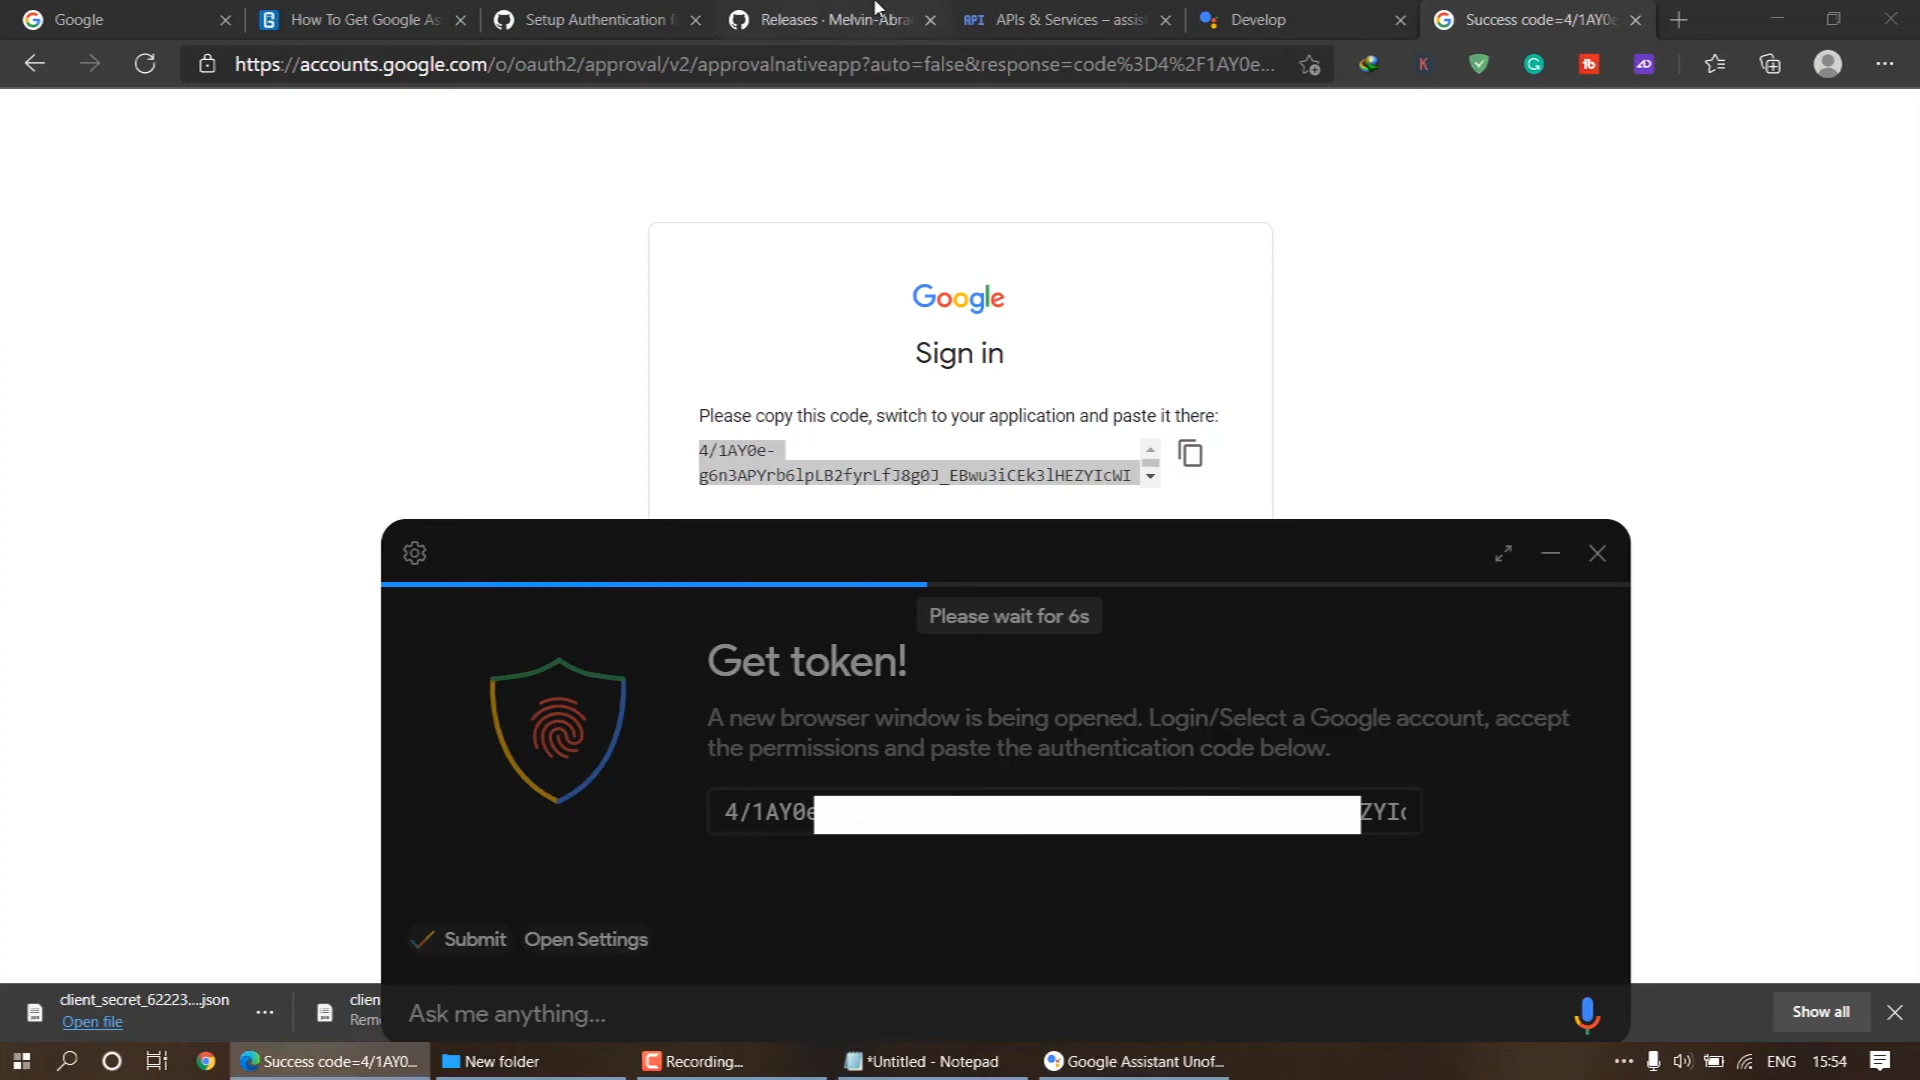 Google
How To Get Google As
Setup Authentication f
Releases · Melvin-Abra
API
APIs & Services – assis
Develop
Success code=4/1AY0e
https://accounts.google.com/o/oauth2/approval/v2/approvalnativeapp?auto=false&response=code%3D4%2F1AY0e...
Google
Sign in
Please copy this code, switch to your application and paste it there:
4/1AY0e-
g6n3APYrb6lpLB2fyrLfJ8g0J_EBwu3iCEk3lHEZYIcWI
Please wait for 6s
Get token!
A new browser window is being opened. Login/Select a Google account, accept
the permissions and paste the authentication code below.
4/1AY0e ZYIc
Submit Open Settings
client_secret_62223....json
Open file
clien
Rem
Ask me anything...
Show all
Success code=4/1AY0...
New folder
Recording...
*Untitled - Notepad
Google Assistant Unof...
ENG
15:54